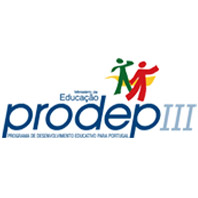 Ministério da
Educação
prodep III
PROGRAMA DE DESENVOLVIMENTO EDUCATIVO PARA PORTUGAL